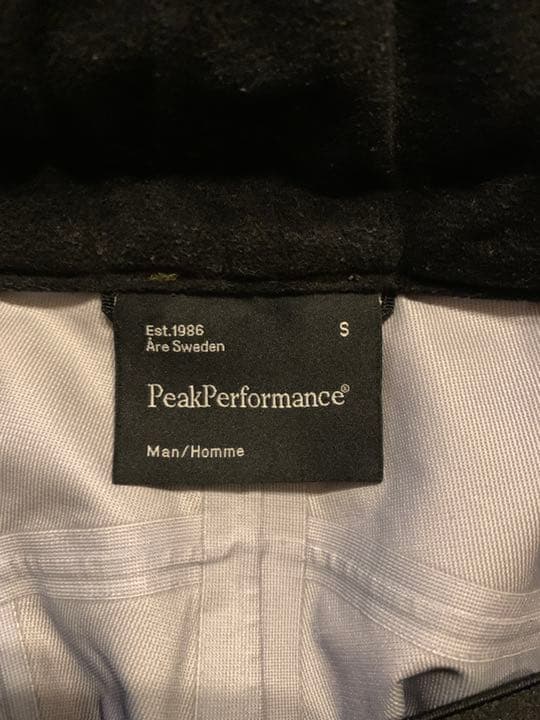 Est.1986 S
Åre Sweden
PeakPerformance®
Man/Homme